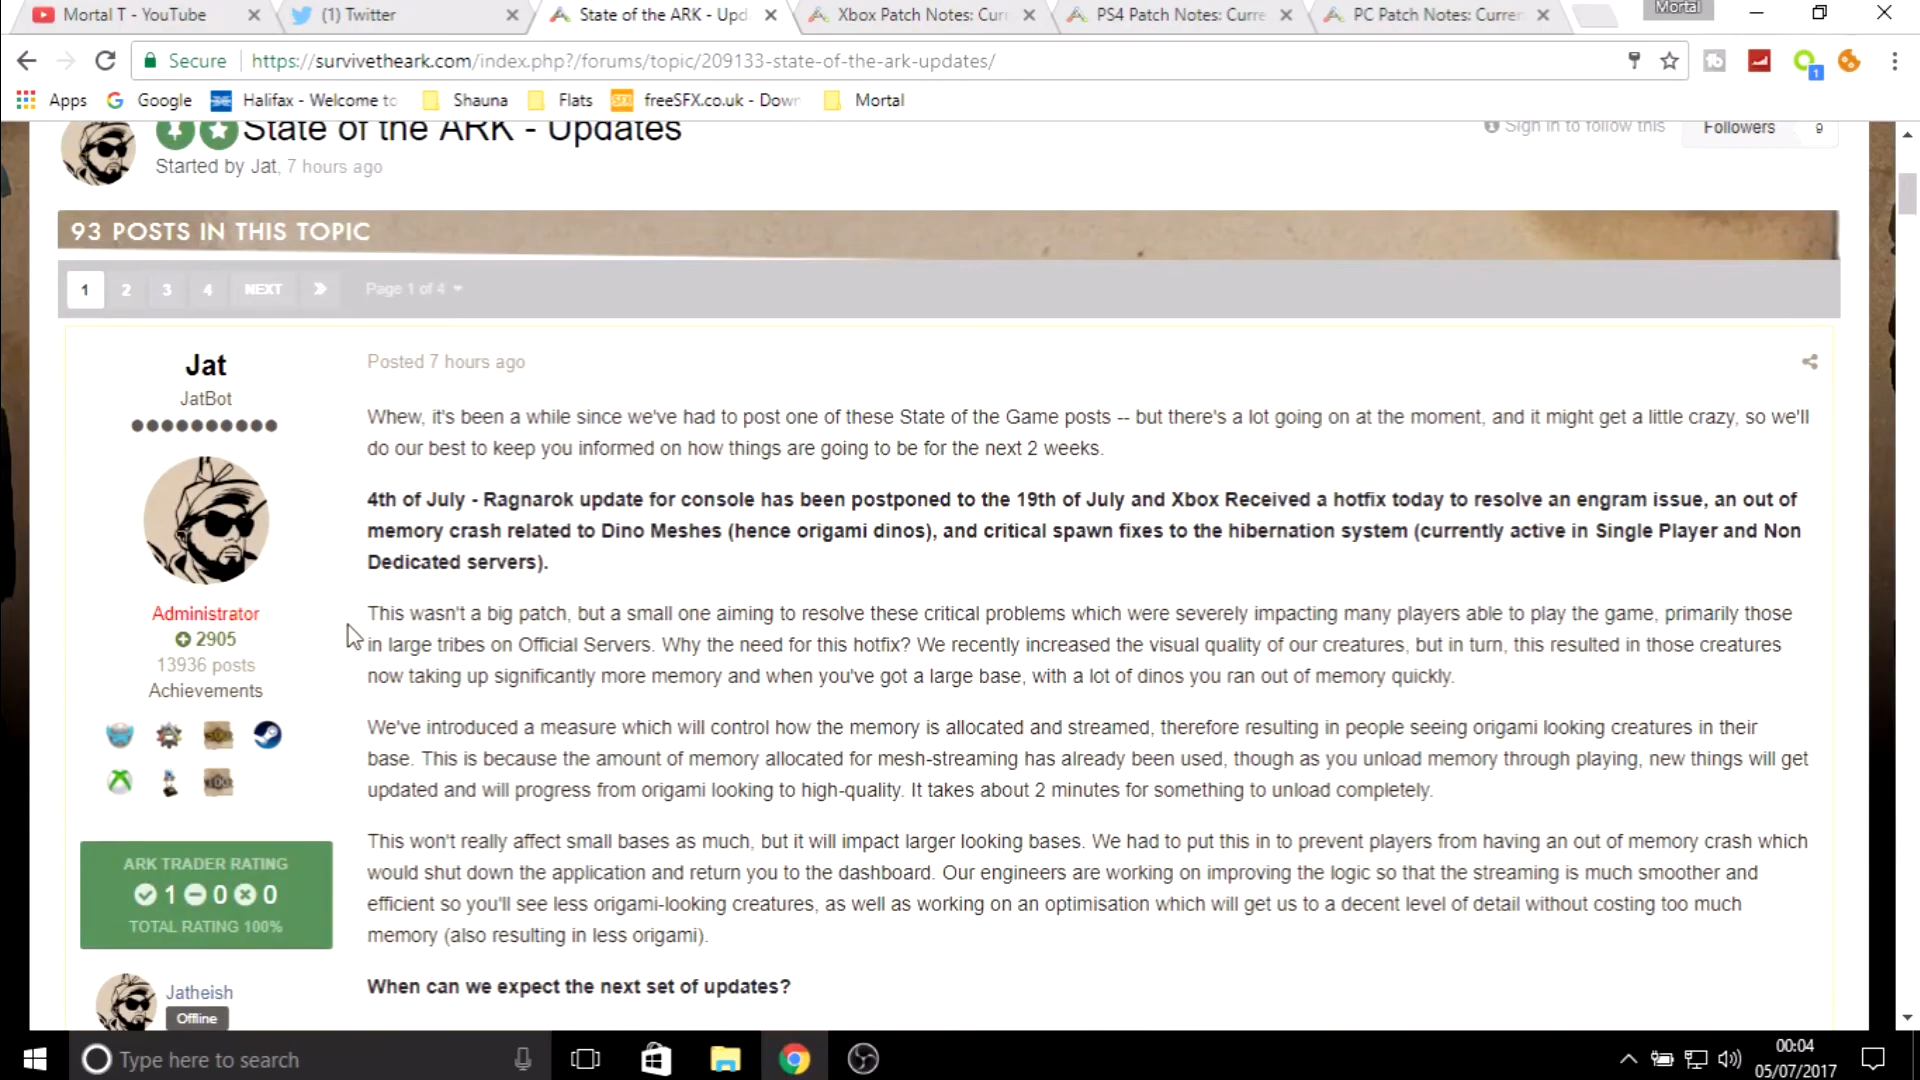 Mortal T - YouTube
(1) Twitter
State of the ARK - Upd
Xbox Patch Notes: Curr
PS4 Patch Notes: Curre
PC Patch Notes: Curren
Mortal
Secure
https://survivetheark.com/index.php?/forums/topic/209133-state-of-the-ark-updates/
1
Apps
Google
Halifax - Welcome to
Shauna
Flats
freeSFX.co.uk - Down
Mortal
State of the ARK - Updates
Sign in to follow this
Followers
9
Started by Jat, 7 hours ago
93 POSTS IN THIS TOPIC
1
2
3
4
NEXT
Page 1 of 4
Jat
JatBot
Administrator
2905
13936 posts
Achievements
ARK TRADER RATING
1 0 0
TOTAL RATING 100%
Jatheish
Offline
Posted 7 hours ago
Whew, it's been a while since we've had to post one of these State of the Game posts -- but there's a lot going on at the moment, and it might get a little crazy, so we'll
do our best to keep you informed on how things are going to be for the next 2 weeks.
4th of July - Ragnarok update for console has been postponed to the 19th of July and Xbox Received a hotfix today to resolve an engram issue, an out of
memory crash related to Dino Meshes (hence origami dinos), and critical spawn fixes to the hibernation system (currently active in Single Player and Non
Dedicated servers).
This wasn't a big patch, but a small one aiming to resolve these critical problems which were severely impacting many players able to play the game, primarily those
in large tribes on Official Servers. Why the need for this hotfix? We recently increased the visual quality of our creatures, but in turn, this resulted in those creatures
now taking up significantly more memory and when you've got a large base, with a lot of dinos you ran out of memory quickly.
We've introduced a measure which will control how the memory is allocated and streamed, therefore resulting in people seeing origami looking creatures in their
base. This is because the amount of memory allocated for mesh-streaming has already been used, though as you unload memory through playing, new things will get
updated and will progress from origami looking to high-quality. It takes about 2 minutes for something to unload completely.
This won't really affect small bases as much, but it will impact larger looking bases. We had to put this in to prevent players from having an out of memory crash which
would shut down the application and return you to the dashboard. Our engineers are working on improving the logic so that the streaming is much smoother and
efficient so you'll see less origami-looking creatures, as well as working on an optimisation which will get us to a decent level of detail without costing too much
memory (also resulting in less origami).
When can we expect the next set of updates?
Type here to search
00:04
05/07/2017